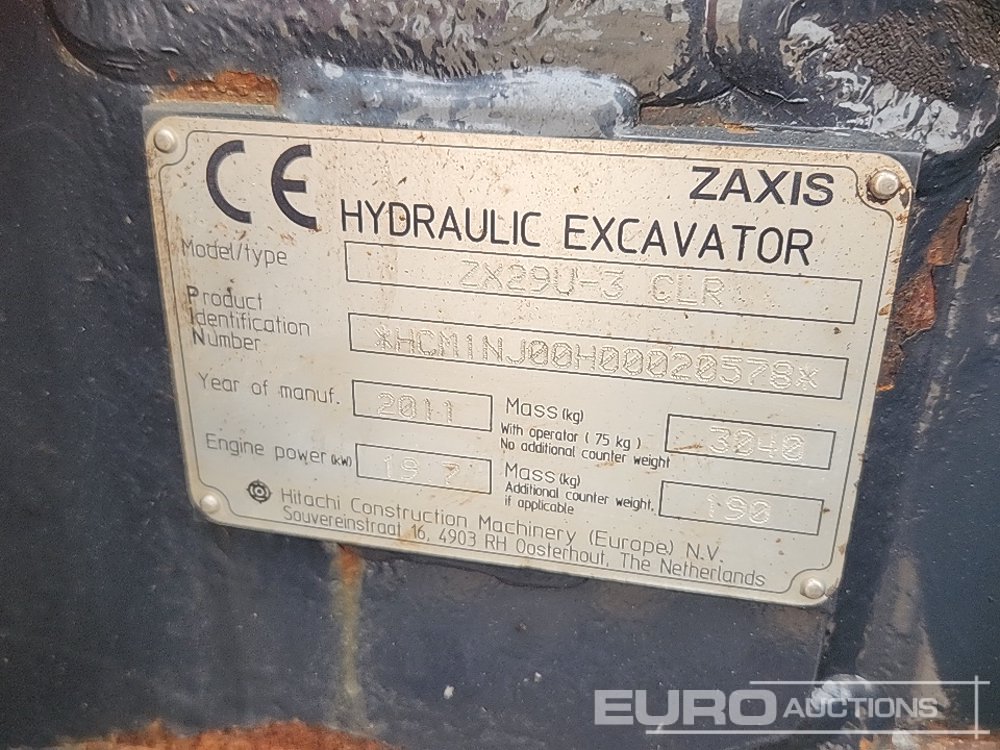 CE
ZAXIS
HYDRAULIC EXCAVATOR
Model/type ZX29U-3 CLR
Product
Identification
Number *HCM1NJ00H00020578*
Year of manuf. 2011
Mass (kg)
With operator ( 75 kg )
No additional counter weight 3040
Engine power (kW) 19.7
Mass (kg)
Additional counter weight,
if applicable 190
Hitachi Construction Machinery (Europe) N.V.
Souvereinstraat 16, 4903 RH Oosterhout, The Netherlands
EURO AUCTIONS